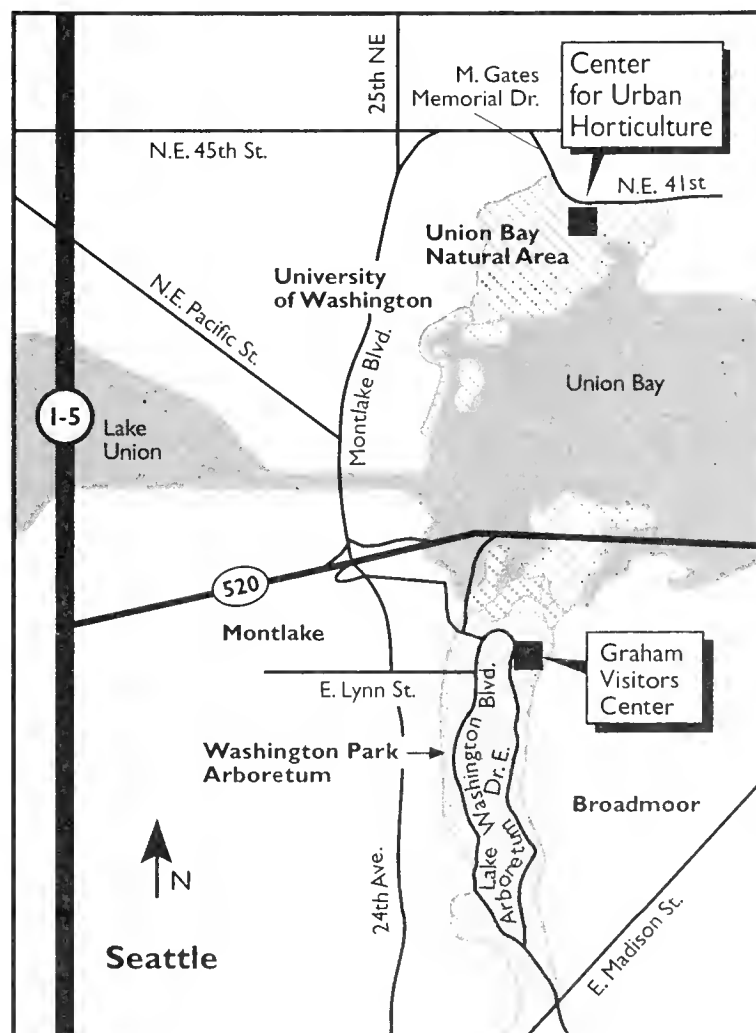 25th NE
M. Gates
Memorial Dr.
Center
for Urban
Horticulture
N.E. 45th St.
N.E. 41st
Union Bay
Natural Area
University
of Washington
N.E. Pacific St.
Montlake Blvd.
Union Bay
I-5
Lake
Union
520
Montlake
E. Lynn St.
Graham
Visitors
Center
Washington Park
Arboretum
Lake Washington Blvd.
Arboretum Dr. E.
Broadmoor
N
24th Ave.
E. Madison St.
Seattle